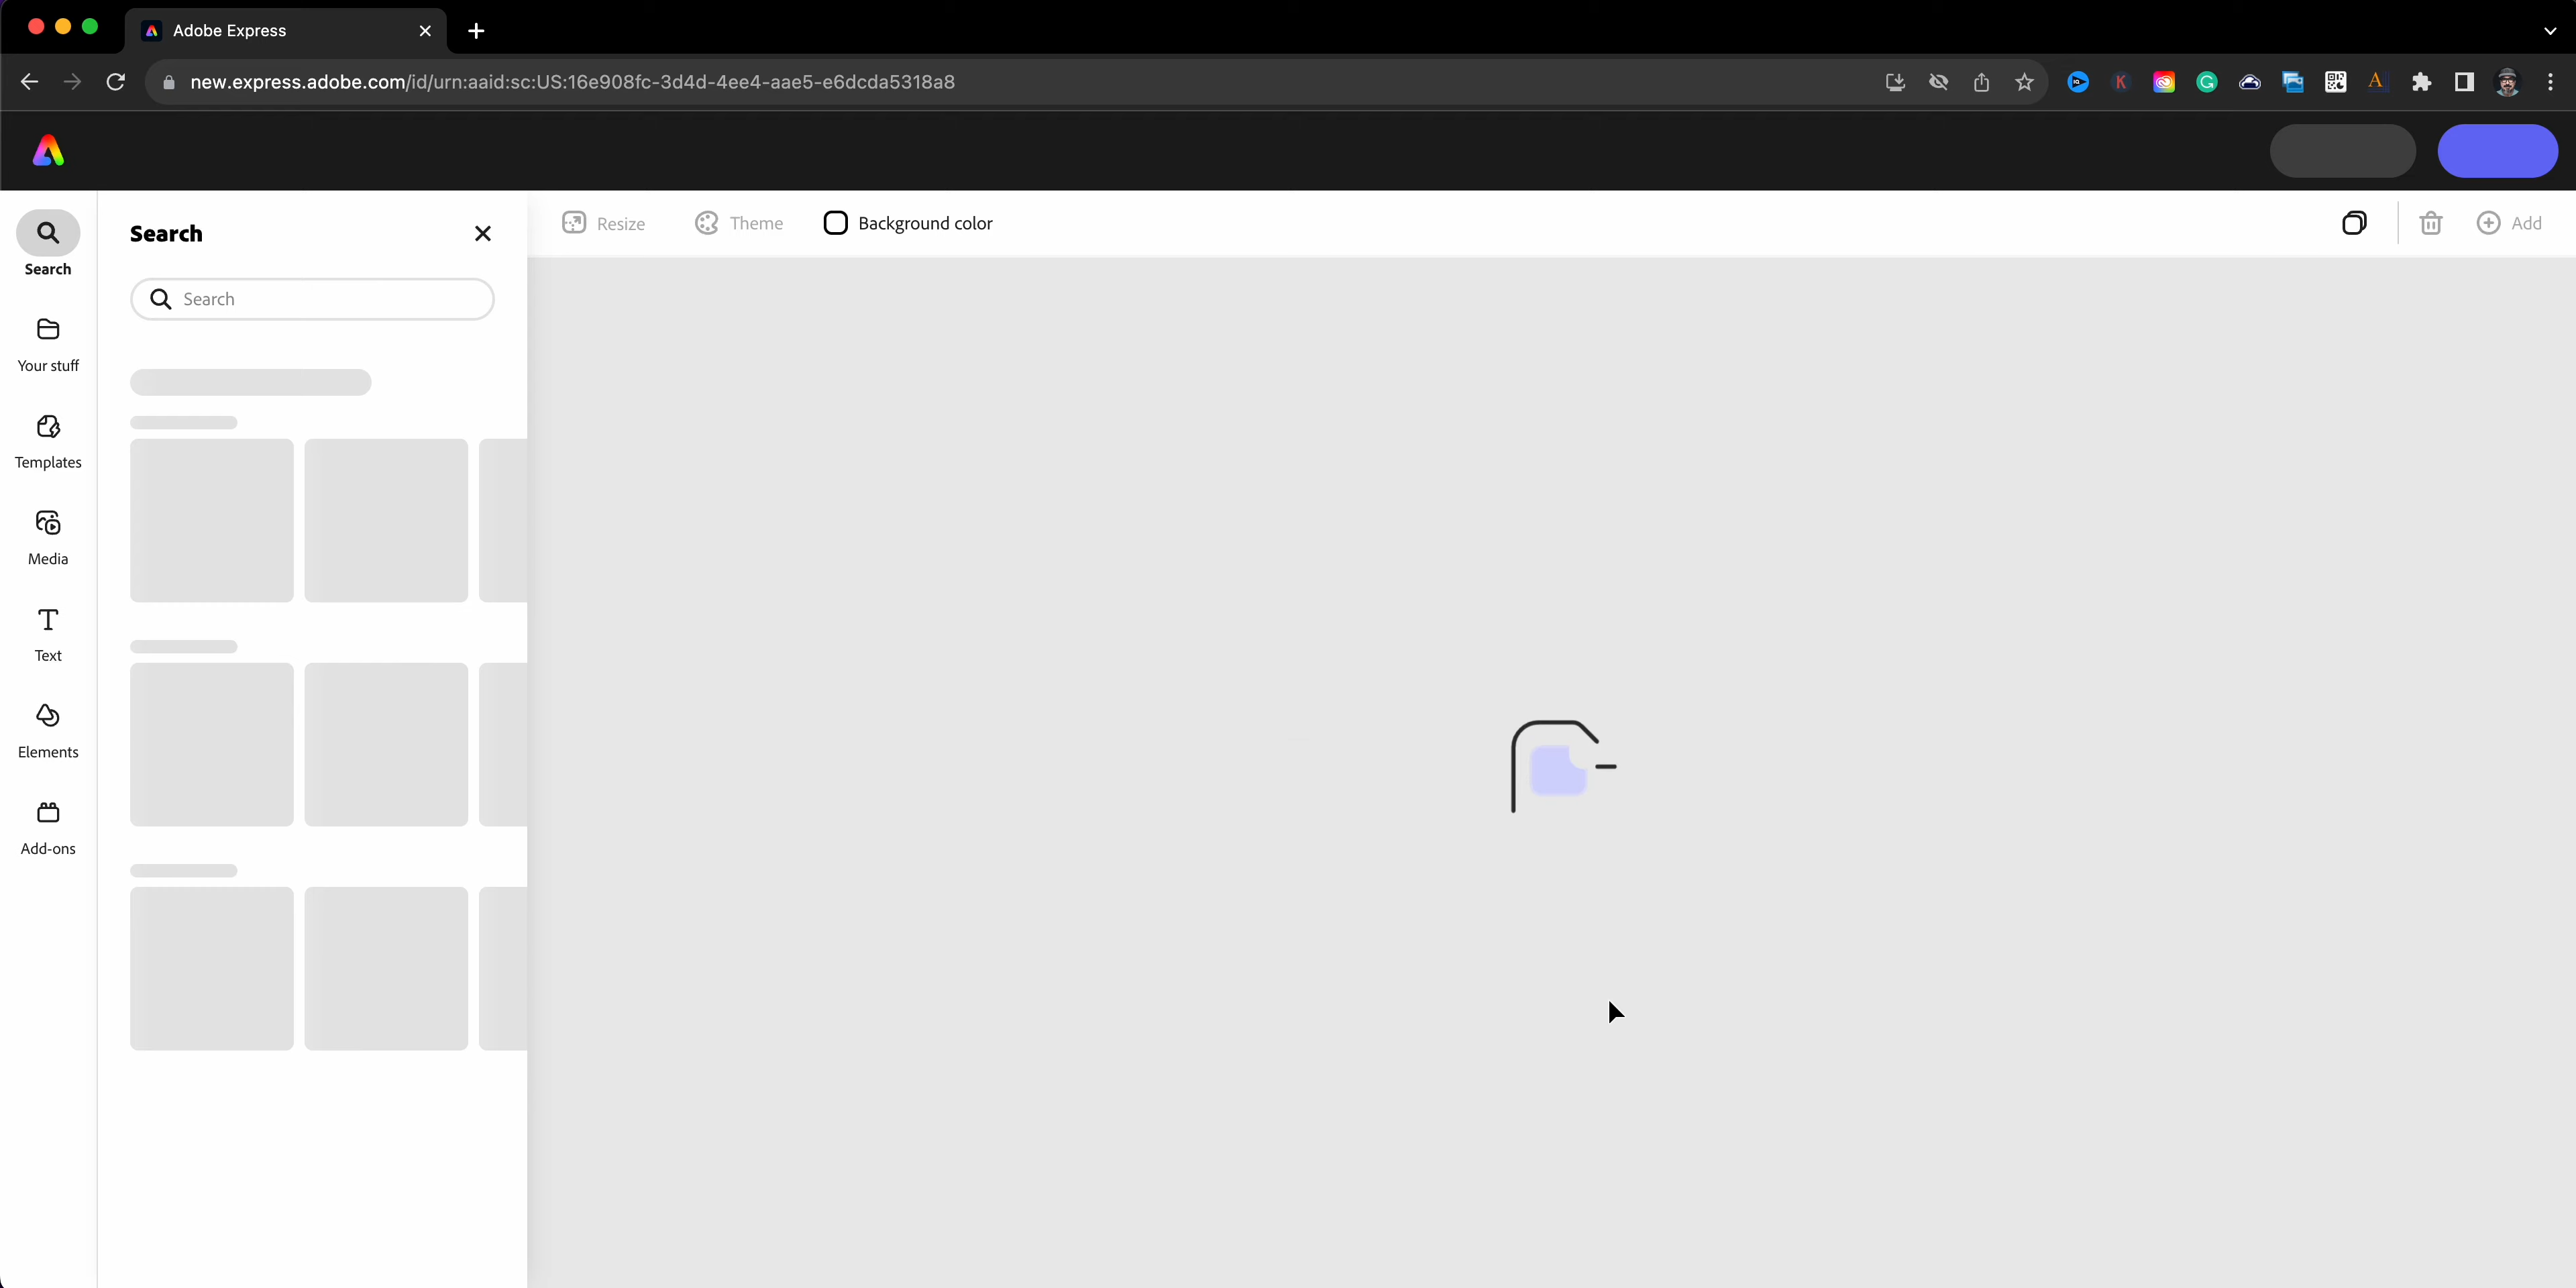 Adobe Express
new.express.adobe.com/id/urn:aaid:sc:US:16e908fc-3d4d-4ee4-aae5-e6dcda5318a8
Search
Your stuff
Templates
Media
Text
Elements
Add-ons
Search
Search
Resize
Theme
Background color
Add